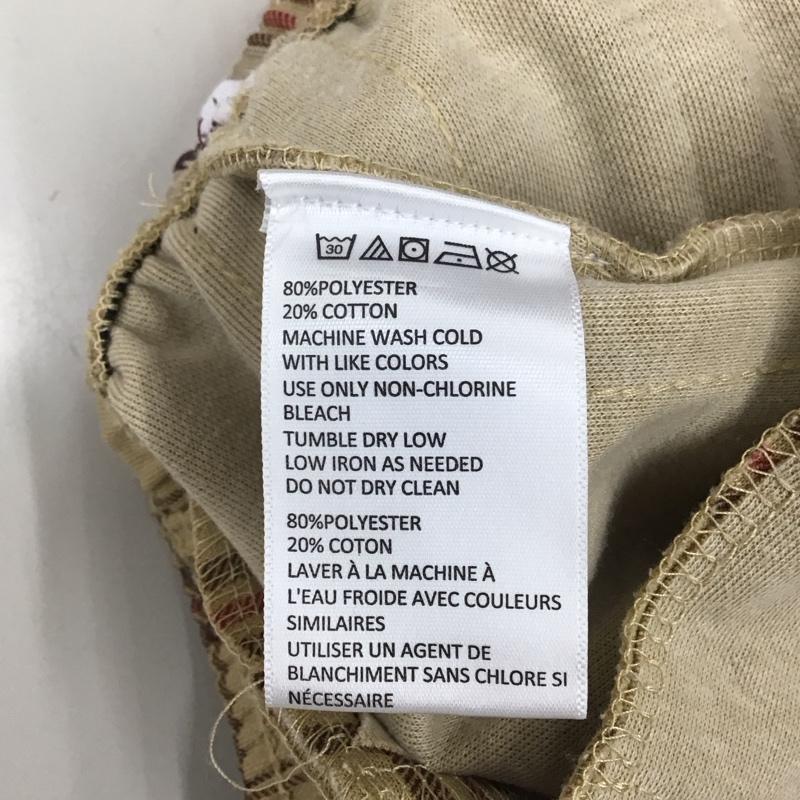 30
80%POLYESTER
20% COTTON
MACHINE WASH COLD
WITH LIKE COLORS
USE ONLY NON-CHLORINE
BLEACH
TUMBLE DRY LOW
LOW IRON AS NEEDED
DO NOT DRY CLEAN
80%POLYESTER
20% COTON
LAVER À LA MACHINE À
L'EAU FROIDE AVEC COULEURS
SIMILAIRES
UTILISER UN AGENT DE
BLANCHIMENT SANS CHLORE SI
NÉCESSAIRE